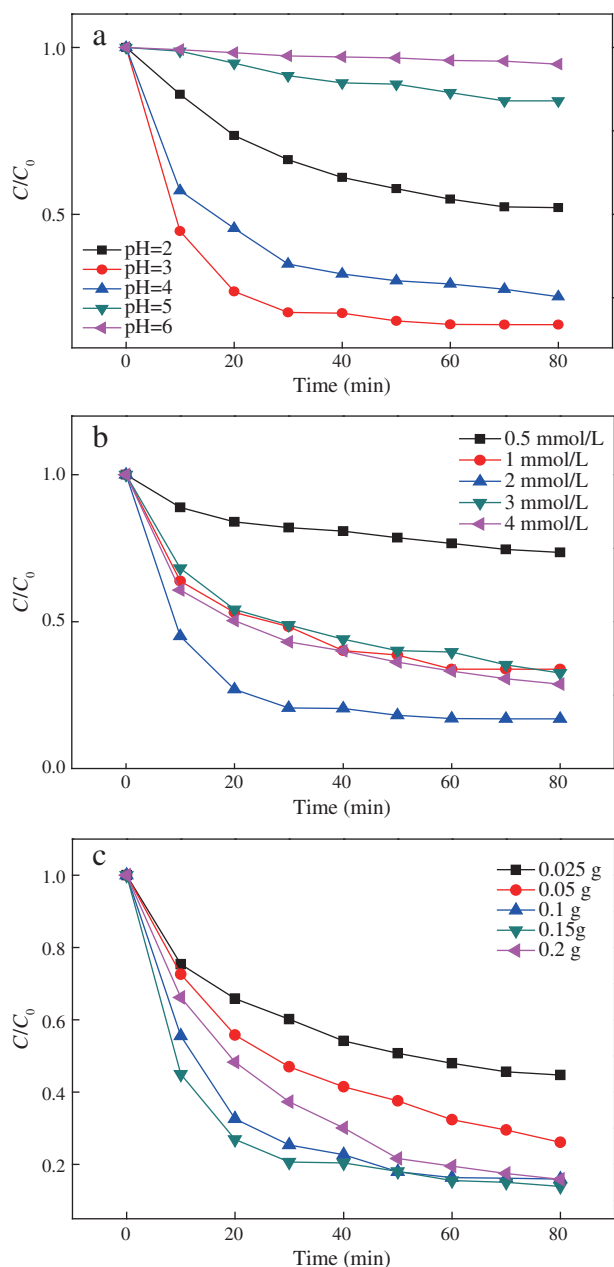 a
1.0
0.5
C/C0
pH=2
pH=3
pH=4
pH=5
pH=6
0 20 40 60 80
Time (min)
b
1.0
0.5
0.0
C/C0
0.5 mmol/L
1 mmol/L
2 mmol/L
3 mmol/L
4 mmol/L
0 20 40 60 80
Time (min)
c
1.0
0.8
0.6
0.4
0.2
C/C0
0.025 g
0.05 g
0.1 g
0.15g
0.2 g
0 20 40 60 80
Time (min)